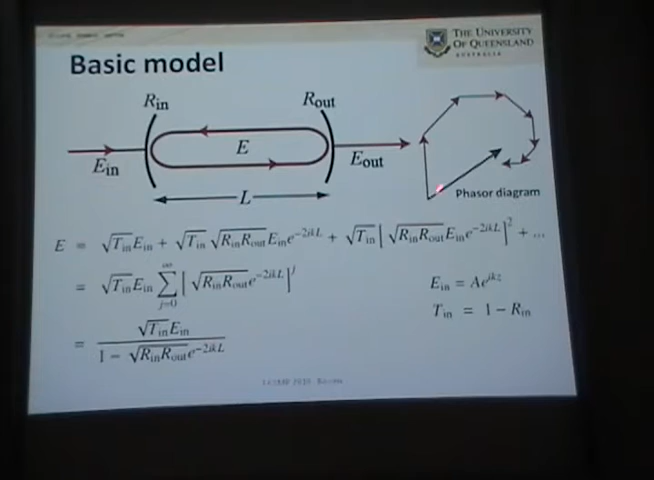 THE UNIVERSITY
OF QUEENSLAND
AUSTRALIA
Basic model
R_in
R_out
E
E_in
E_out
L
Phasor diagram
E = √T_in E_in + √T_in √R_in R_out E_in e^{-2ikL} + √T_in [√R_in R_out E_in e^{-2ikL}]^2 + ...
= √T_in E_in ∑_{j=0}^{∞} [√R_in R_out e^{-2ikL}]^j
E_in = Ae^{ikz}
T_in = 1 − R_in
= √T_in E_in / (1 − √R_in R_out e^{-2ikL})